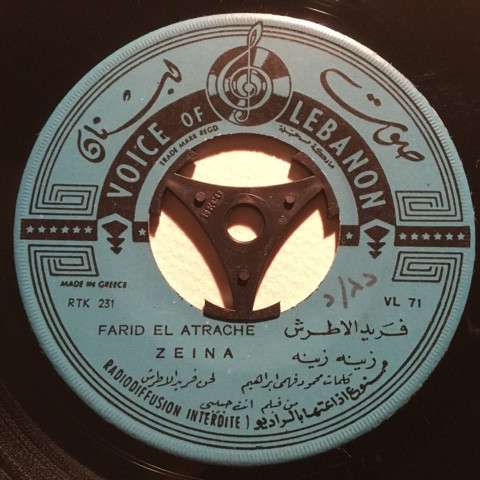 صوت لبنان
VOICE OF LEBANON
TRADE MARK REGD
ماركة مسجلة
MADE IN GREECE
RTK 231
VL 71
FARID EL ATRACHE
فريد الاطرش
ZEINA
زينه زينه
كلمات محمود فهمي ابراهيم
لحن فريد الاطرش
من فيلم انت حبيبي
RADIODIFFUSION INTERDITE
ممنوع اذاعتها بالراديو